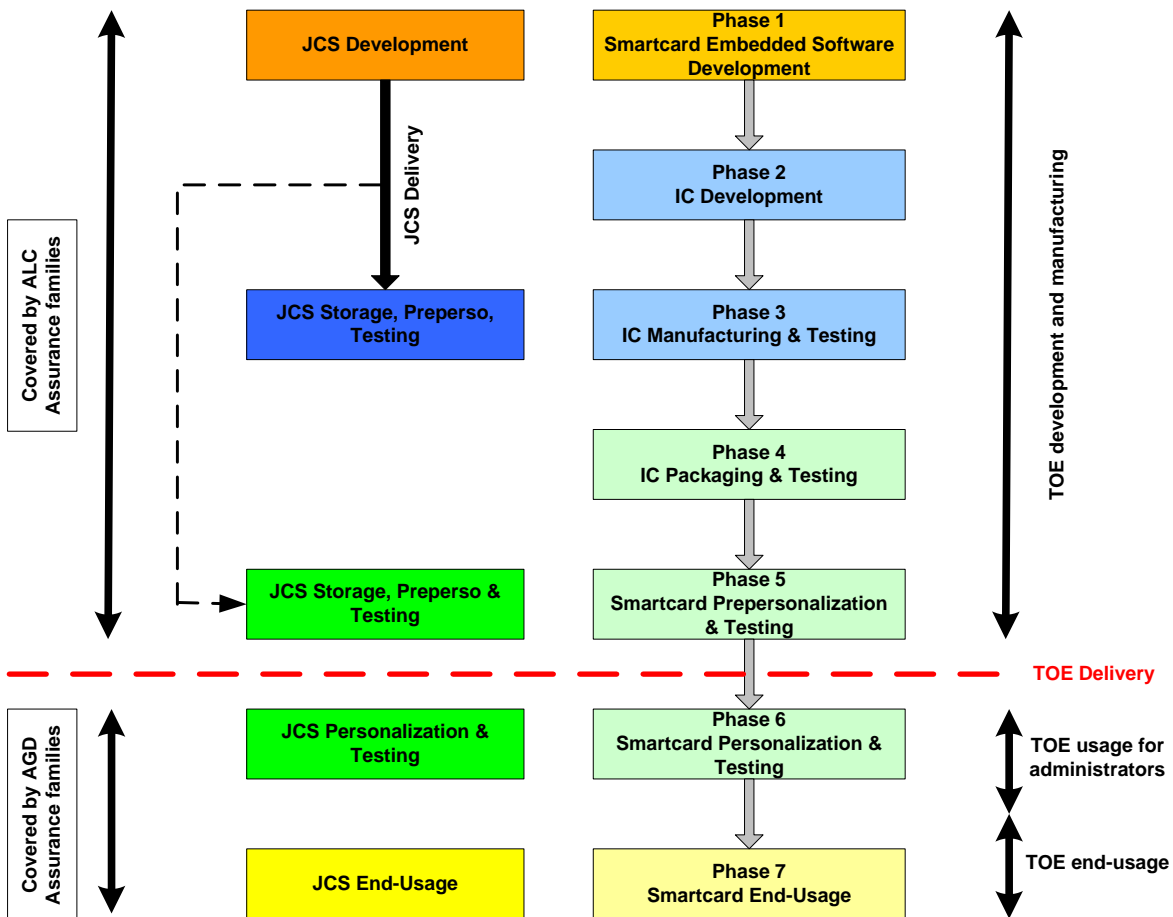 JCS Development
Phase 1
Smartcard Embedded Software
Development
JCS Delivery
Phase 2
IC Development
Covered by ALC
Assurance families
TOE development and manufacturing
JCS Storage, Preperso,
Testing
Phase 3
IC Manufacturing & Testing
Phase 4
IC Packaging & Testing
JCS Storage, Preperso &
Testing
Phase 5
Smartcard Prepersonalization
& Testing
TOE Delivery
Covered by AGD
Assurance families
JCS Personalization &
Testing
Phase 6
Smartcard Personalization &
Testing
TOE usage for
administrators
JCS End-Usage
Phase 7
Smartcard End-Usage
TOE end-usage